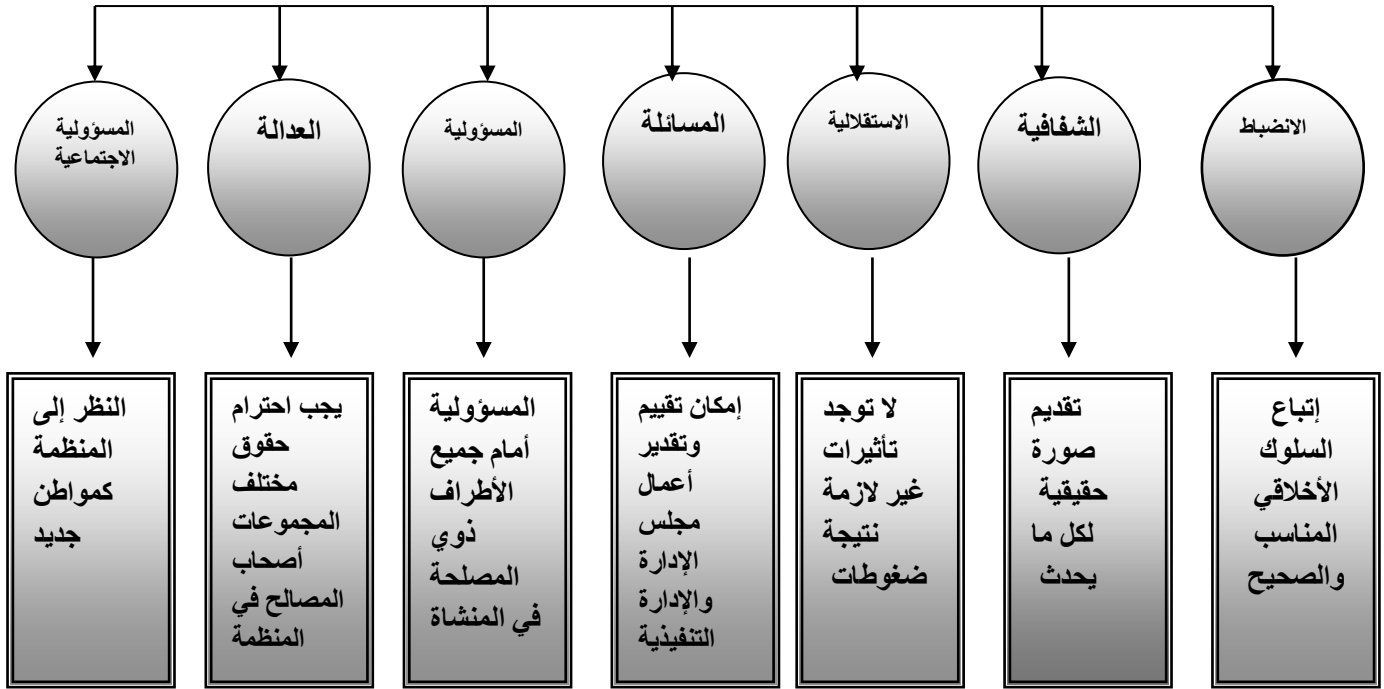 الانضباط
الشفافية
الاستقلالية
المسائلة
المسؤولية
العدالة
المسؤولية
الاجتماعية
إتباع
السلوك
الأخلاقي
المناسب
والصحيح
تقديم
صورة
حقيقية
لكل ما
يحدث
لا توجد
تأثيرات
غير لازمة
نتيجة
ضغوطات
إمكان تقييم
وتقدير
أعمال
مجلس
الإدارة
والإدارة
التنفيذية
المسؤولية
أمام جميع
الأطراف
ذوي
المصلحة
في المنشاة
يجب احترام
حقوق
مختلف
المجموعات
أصحاب
المصالح في
المنظمة
النظر إلى
المنظمة
كمواطن
جديد